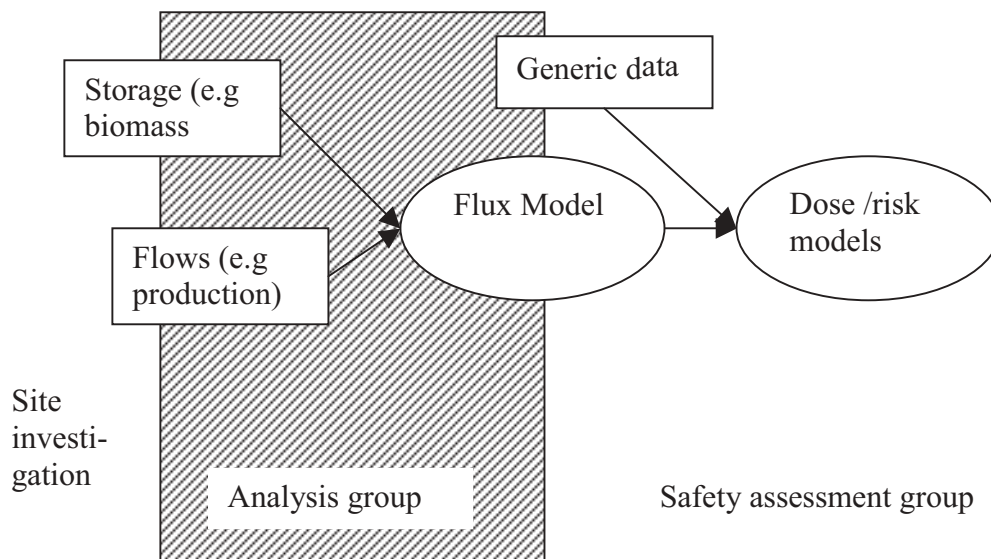 Generic data
Storage (e.g
biomass
Flux Model
Dose /risk
models
Flows (e.g
production)
Site
investi-
gation
Analysis group
Safety assessment group